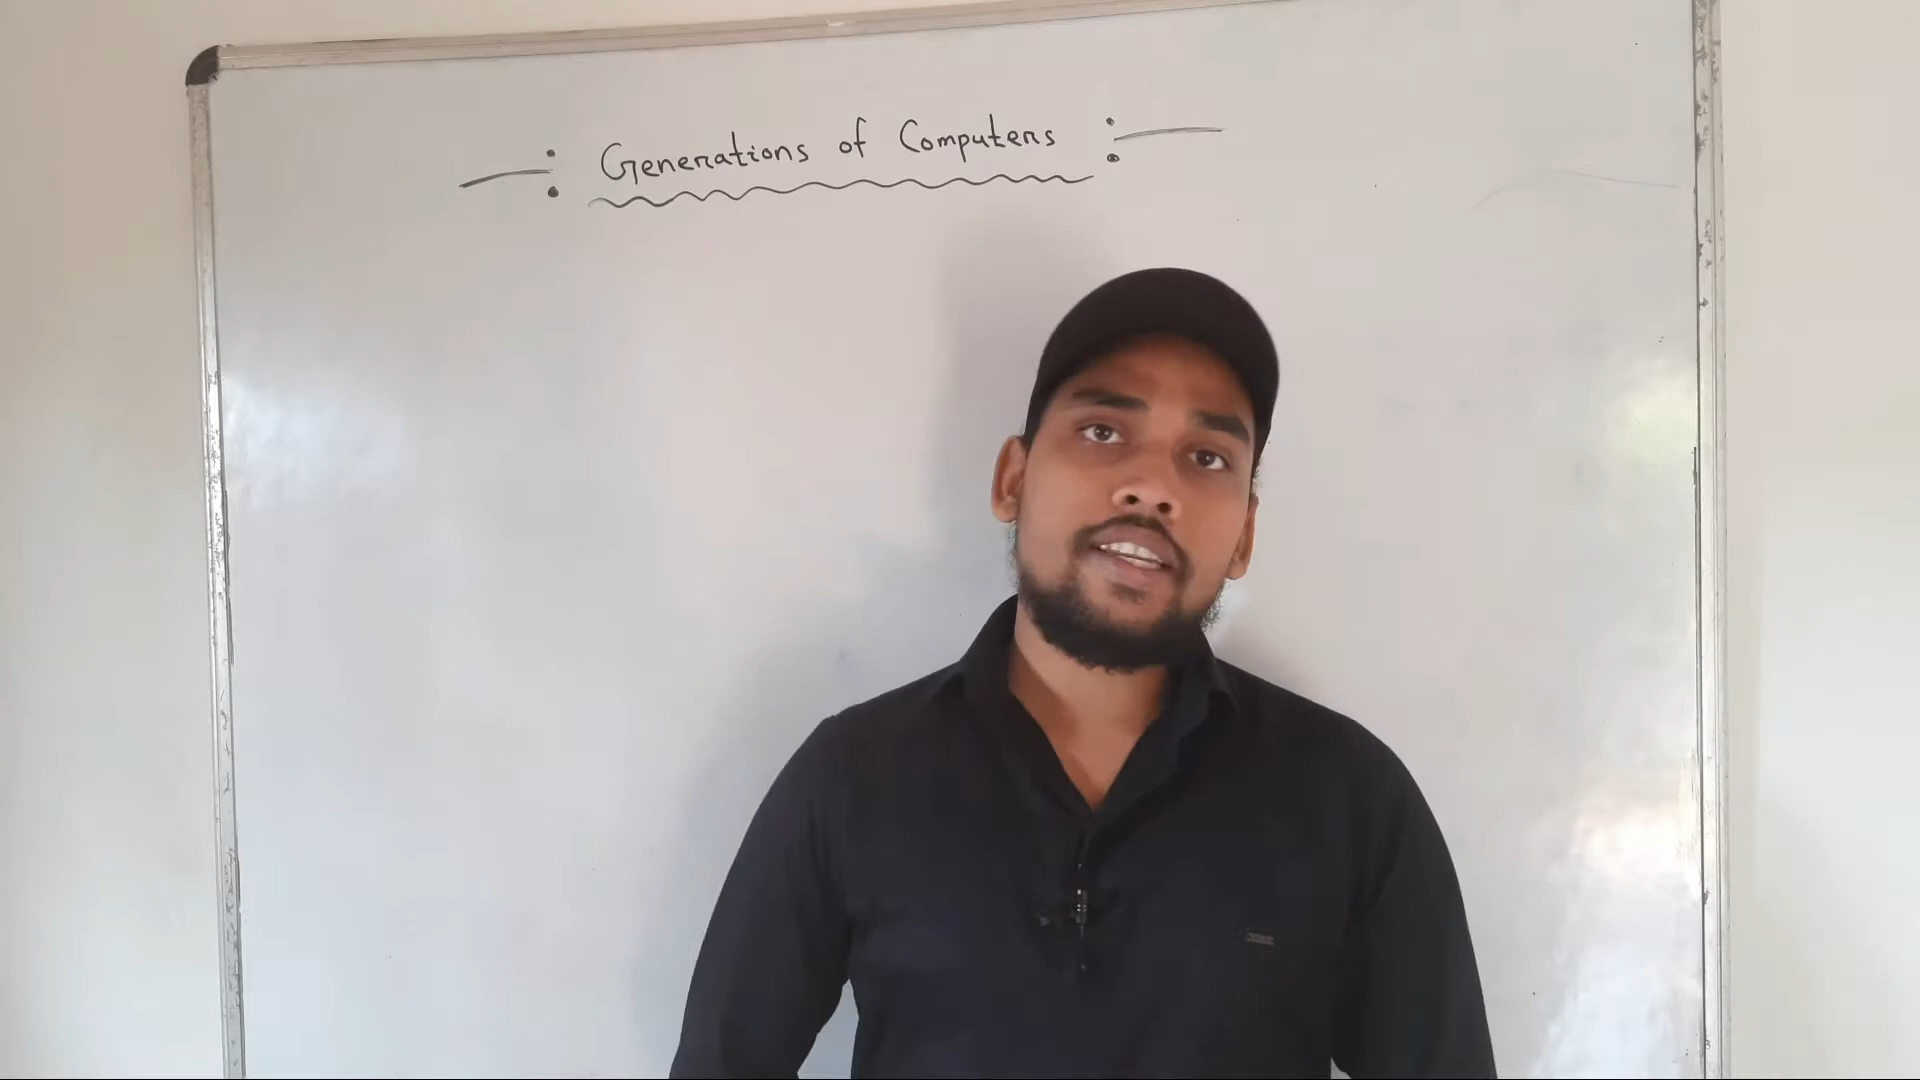 —: Generations of Computers :—